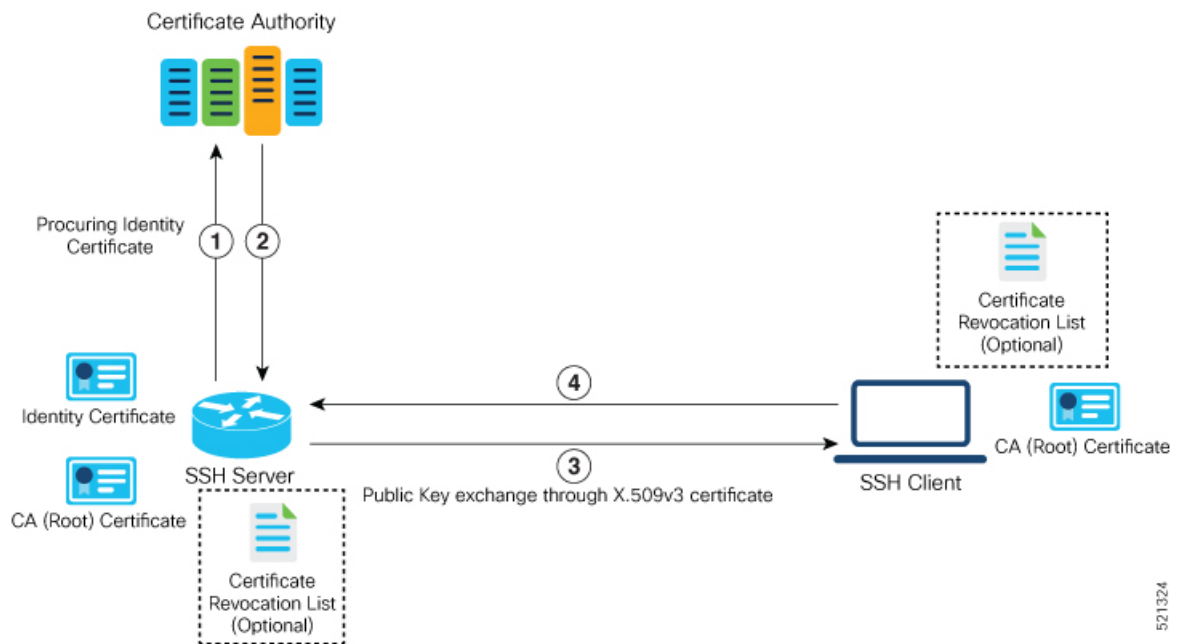 Certificate Authority
Procuring Identity
Certificate
1
2
Certificate
Revocation List
(Optional)
4
Identity Certificate
CA (Root) Certificate
SSH Server
3
SSH Client
Public Key exchange through X.509v3 certificate
CA (Root) Certificate
Certificate
Revocation List
(Optional)
521324